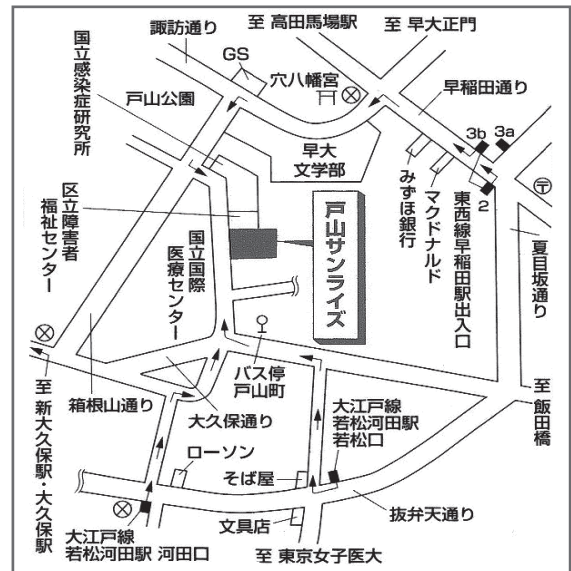 諏訪通り
至 高田馬場駅
至 早大正門
GS
穴八幡宮
国立感染症研究所
戸山公園
早稲田通り
3b
3a
早大
文学部
みずほ銀行
マクドナルド
2
東西線早稲田駅出入口
区立障害者
福祉センター
戸山サンライズ
夏目坂通り
国立国際
医療センター
バス停
戸山町
至 新大久保駅・大久保駅
箱根山通り
大久保通り
大江戸線
若松河田駅
若松口
至 飯田橋
ローソン
そば屋
抜弁天通り
文具店
大江戸線
若松河田駅 河田口
至 東京女子医大